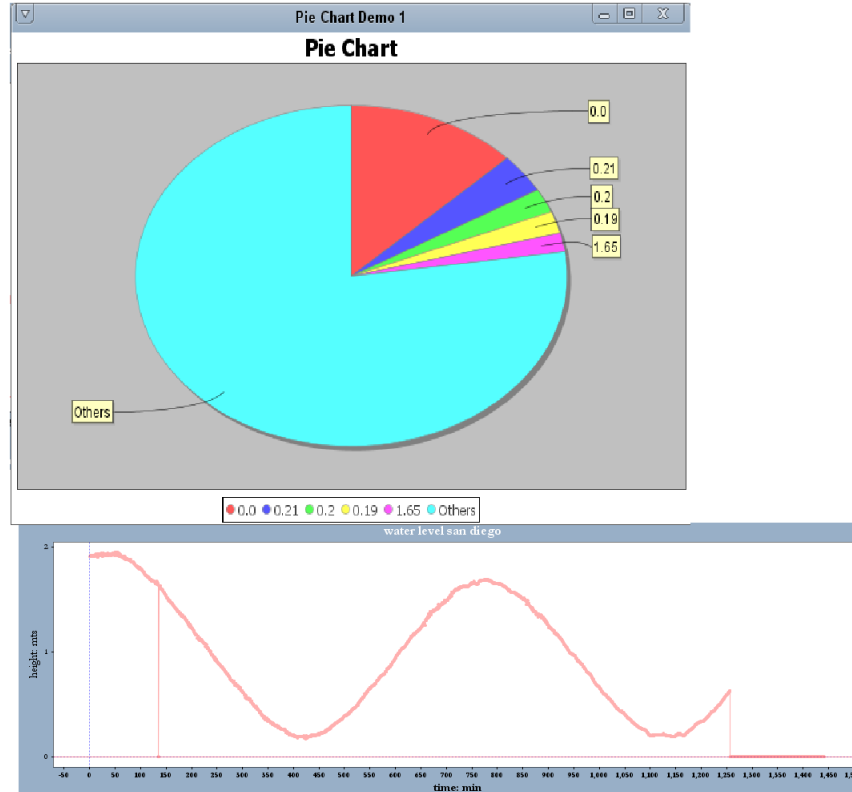 Pie Chart Demo 1
Pie Chart
0.0
0.21
0.2
0.19
1.65
Others
0.0 0.21 0.2 0.19 1.65 Others
water level san diego
height: mts
2
1
0
-50 0 50 100 150 200 250 300 350 400 450 500 550 600 650 700 750 800 850 900 950 1,000 1,050 1,100 1,150 1,200 1,250 1,300 1,350 1,400 1,450
time: min